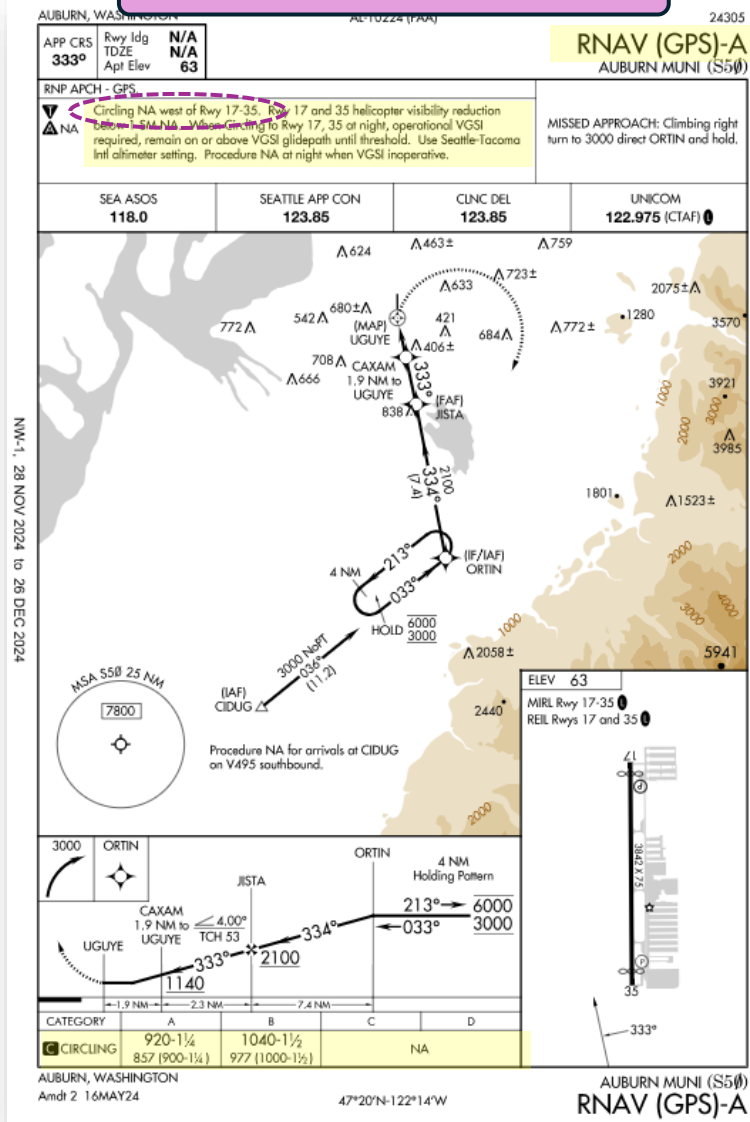 AUBURN, WASHINGTON
AL-10224 (FAA)
24305
APP CRS
333°
Rwy ldg N/A
TDZE N/A
Apt Elev 63
RNAV (GPS)-A
AUBURN MUNI (S50)
RNP APCH - GPS.
T
A NA
Circling NA west of Rwy 17-35. Rwy 17 and 35 helicopter visibility reduction
below 1 SM NA. When Circling to Rwy 17, 35 at night, operational VGSI
required, remain on or above VGSI glidepath until threshold. Use Seattle-Tacoma
Intl altimeter setting. Procedure NA at night when VGSI inoperative.
MISSED APPROACH: Climbing right
turn to 3000 direct ORTIN and hold.
SEA ASOS
118.0
SEATTLE APP CON
123.85
CLNC DEL
123.85
UNICOM
122.975 (CTAF) L
624
463±
759
723±
633
2075±
680±
542
772
(MAP)
UGUYE
421
684
772±
1280
3570
406±
708
666
CAXAM
1.9 NM to
UGUYE
333°
838
(FAF)
JISTA
3921
1000
2000
3000
3985
2100
334°
(7.4)
1801
1523±
2000
213°
4 NM
033°
(IF/IAF)
ORTIN
HOLD 6000
3000
3000
4000
1000
2058±
5941
3000 NoPT
036°
(11.2)
(IAF)
CIDUG
MSA S50 25 NM
7800
2440
2000
Procedure NA for arrivals at CIDUG
on V495 southbound.
ELEV 63
MIRL Rwy 17-35 L
REIL Rwys 17 and 35 L
17
P
3842 X 75
P
35
333°
3000
ORTIN
ORTIN
4 NM
Holding Pattern
JISTA
213°
6000
033°
3000
CAXAM
1.9 NM to
UGUYE
4.00°
TCH 53
334°
UGUYE
333°
2100
1140
1.9 NM
2.3 NM
7.4 NM
CATEGORY
A
B
C
D
C CIRCLING
920-1¼
857 (900-1¼)
1040-1½
977 (1000-1½)
NA
AUBURN, WASHINGTON
Amdt 2 16MAY24
47°20'N-122°14'W
AUBURN MUNI (S50)
RNAV (GPS)-A
NW-1, 28 NOV 2024 to 26 DEC 2024